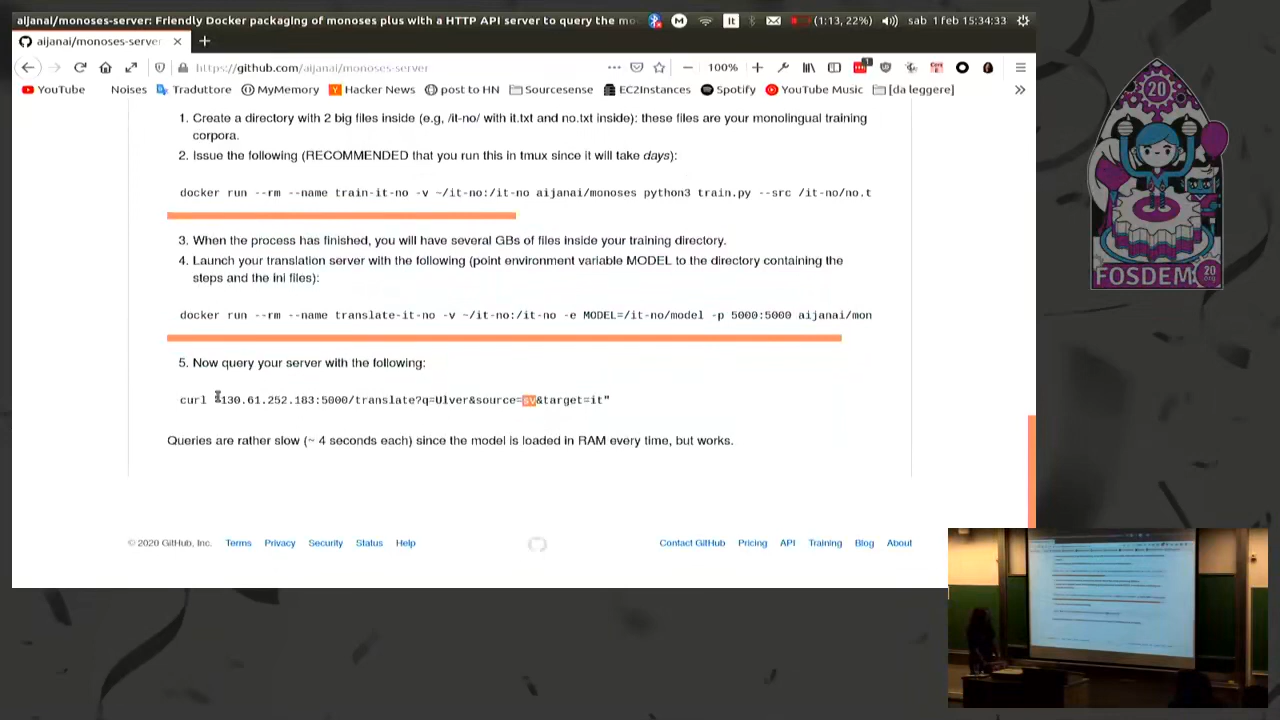 aijanai/monoses-server: Friendly Docker packaging of monoses plus with a HTTP API server to query the mo
It
(1:13, 22%)
sab 1 feb 15:34:33
aijanai/monoses-server
https://github.com/aijanai/monoses-server
100%
YouTube
Noises
Traduttore
MyMemory
Hacker News
post to HN
Sourcesense
EC2Instances
Spotify
YouTube Music
[da leggere]
1. Create a directory with 2 big files inside (e.g, /it-no/ with it.txt and no.txt inside): these files are your monolingual training
corpora.
2. Issue the following (RECOMMENDED that you run this in tmux since it will take days):
docker run --rm --name train-it-no -v ~/it-no:/it-no aijanai/monoses python3 train.py --src /it-no/no.t
3. When the process has finished, you will have several GBs of files inside your training directory.
4. Launch your translation server with the following (point environment variable MODEL to the directory containing the
steps and the ini files):
docker run --rm --name translate-it-no -v ~/it-no:/it-no -e MODEL=/it-no/model -p 5000:5000 aijanai/mon
5. Now query your server with the following:
curl "130.61.252.183:5000/translate?q=Ulver&source=sv&target=it"
Queries are rather slow (~ 4 seconds each) since the model is loaded in RAM every time, but works.
© 2020 GitHub, Inc.
Terms
Privacy
Security
Status
Help
Contact GitHub
Pricing
API
Training
Blog
About
20
FOSDEM
20
.org